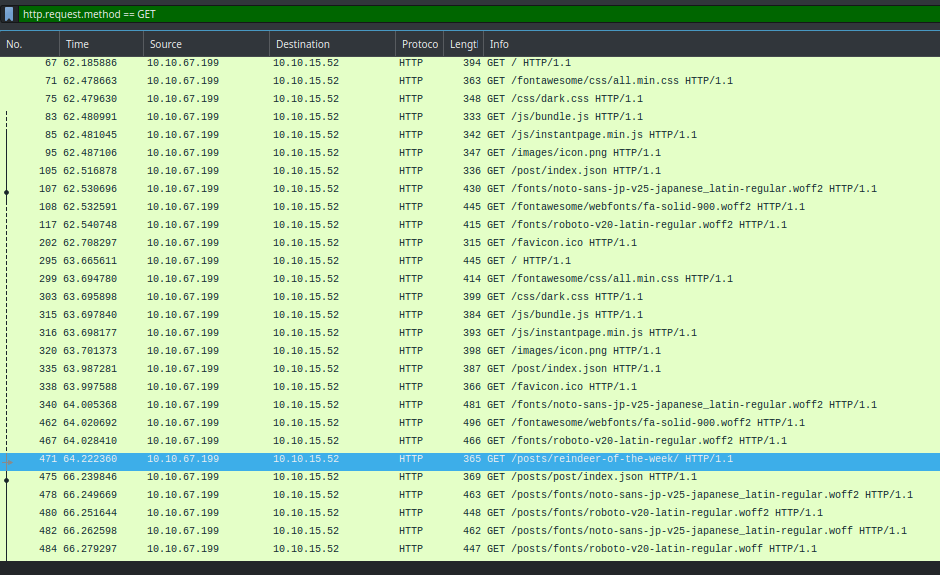 http.request.method == GET
No. Time Source Destination Protoco Lengtl Info
67 62.185886 10.10.67.199 10.10.15.52 HTTP 394 GET / HTTP/1.1
71 62.478663 10.10.67.199 10.10.15.52 HTTP 363 GET /fontawesome/css/all.min.css HTTP/1.1
75 62.479630 10.10.67.199 10.10.15.52 HTTP 348 GET /css/dark.css HTTP/1.1
83 62.480991 10.10.67.199 10.10.15.52 HTTP 333 GET /js/bundle.js HTTP/1.1
85 62.481045 10.10.67.199 10.10.15.52 HTTP 342 GET /js/instantpage.min.js HTTP/1.1
95 62.487106 10.10.67.199 10.10.15.52 HTTP 347 GET /images/icon.png HTTP/1.1
105 62.516878 10.10.67.199 10.10.15.52 HTTP 336 GET /post/index.json HTTP/1.1
107 62.530696 10.10.67.199 10.10.15.52 HTTP 430 GET /fonts/noto-sans-jp-v25-japanese_latin-regular.woff2 HTTP/1.1
108 62.532591 10.10.67.199 10.10.15.52 HTTP 445 GET /fontawesome/webfonts/fa-solid-900.woff2 HTTP/1.1
117 62.540748 10.10.67.199 10.10.15.52 HTTP 415 GET /fonts/roboto-v20-latin-regular.woff2 HTTP/1.1
202 62.708297 10.10.67.199 10.10.15.52 HTTP 315 GET /favicon.ico HTTP/1.1
295 63.665611 10.10.67.199 10.10.15.52 HTTP 445 GET / HTTP/1.1
299 63.694780 10.10.67.199 10.10.15.52 HTTP 414 GET /fontawesome/css/all.min.css HTTP/1.1
303 63.695898 10.10.67.199 10.10.15.52 HTTP 399 GET /css/dark.css HTTP/1.1
315 63.697840 10.10.67.199 10.10.15.52 HTTP 384 GET /js/bundle.js HTTP/1.1
316 63.698177 10.10.67.199 10.10.15.52 HTTP 393 GET /js/instantpage.min.js HTTP/1.1
320 63.701373 10.10.67.199 10.10.15.52 HTTP 398 GET /images/icon.png HTTP/1.1
335 63.987281 10.10.67.199 10.10.15.52 HTTP 387 GET /post/index.json HTTP/1.1
338 63.997588 10.10.67.199 10.10.15.52 HTTP 366 GET /favicon.ico HTTP/1.1
340 64.005368 10.10.67.199 10.10.15.52 HTTP 481 GET /fonts/noto-sans-jp-v25-japanese_latin-regular.woff2 HTTP/1.1
462 64.020692 10.10.67.199 10.10.15.52 HTTP 496 GET /fontawesome/webfonts/fa-solid-900.woff2 HTTP/1.1
467 64.028410 10.10.67.199 10.10.15.52 HTTP 466 GET /fonts/roboto-v20-latin-regular.woff2 HTTP/1.1
471 64.222360 10.10.67.199 10.10.15.52 HTTP 365 GET /posts/reindeer-of-the-week/ HTTP/1.1
475 66.239846 10.10.67.199 10.10.15.52 HTTP 369 GET /posts/post/index.json HTTP/1.1
478 66.249669 10.10.67.199 10.10.15.52 HTTP 463 GET /posts/fonts/noto-sans-jp-v25-japanese_latin-regular.woff2 HTTP/1.1
480 66.251644 10.10.67.199 10.10.15.52 HTTP 448 GET /posts/fonts/roboto-v20-latin-regular.woff2 HTTP/1.1
482 66.262598 10.10.67.199 10.10.15.52 HTTP 462 GET /posts/fonts/noto-sans-jp-v25-japanese_latin-regular.woff HTTP/1.1
484 66.279297 10.10.67.199 10.10.15.52 HTTP 447 GET /posts/fonts/roboto-v20-latin-regular.woff HTTP/1.1